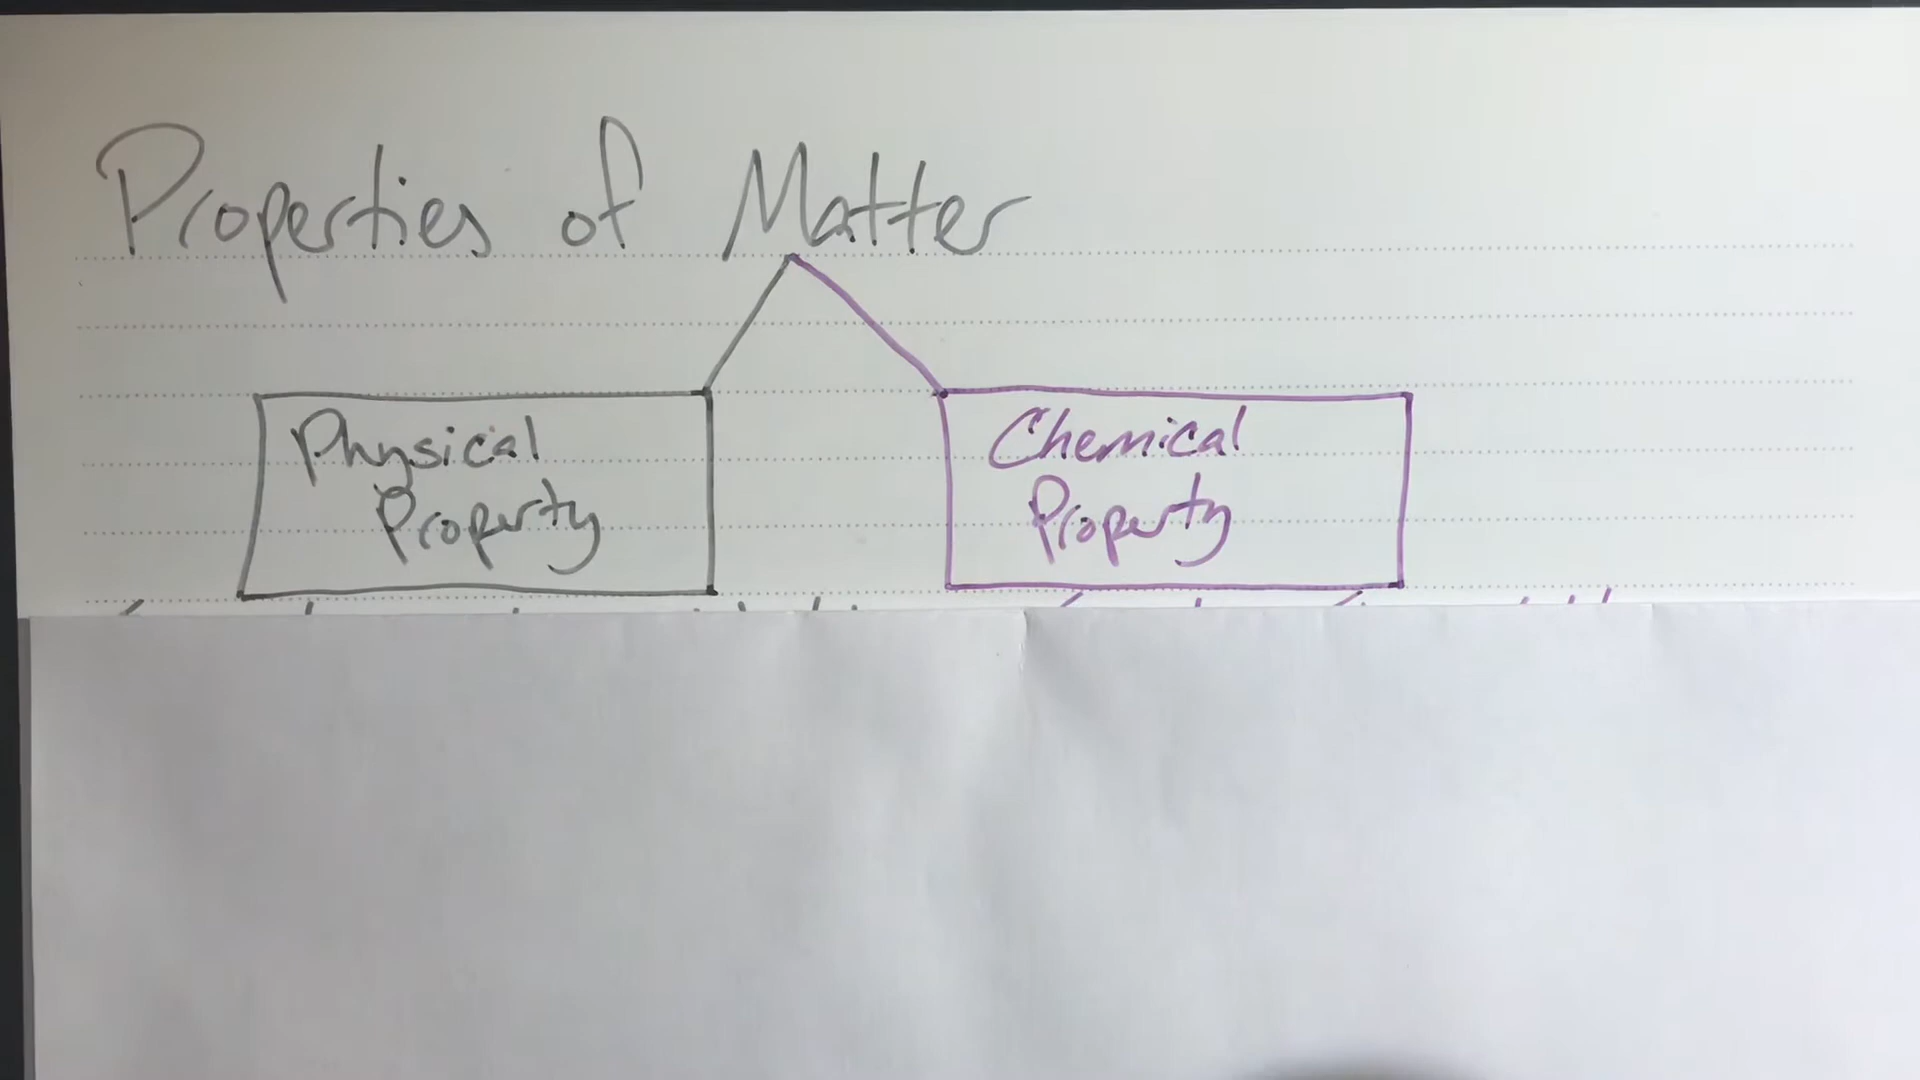 Properties of Matter
Physical
Property
Chemical
Property